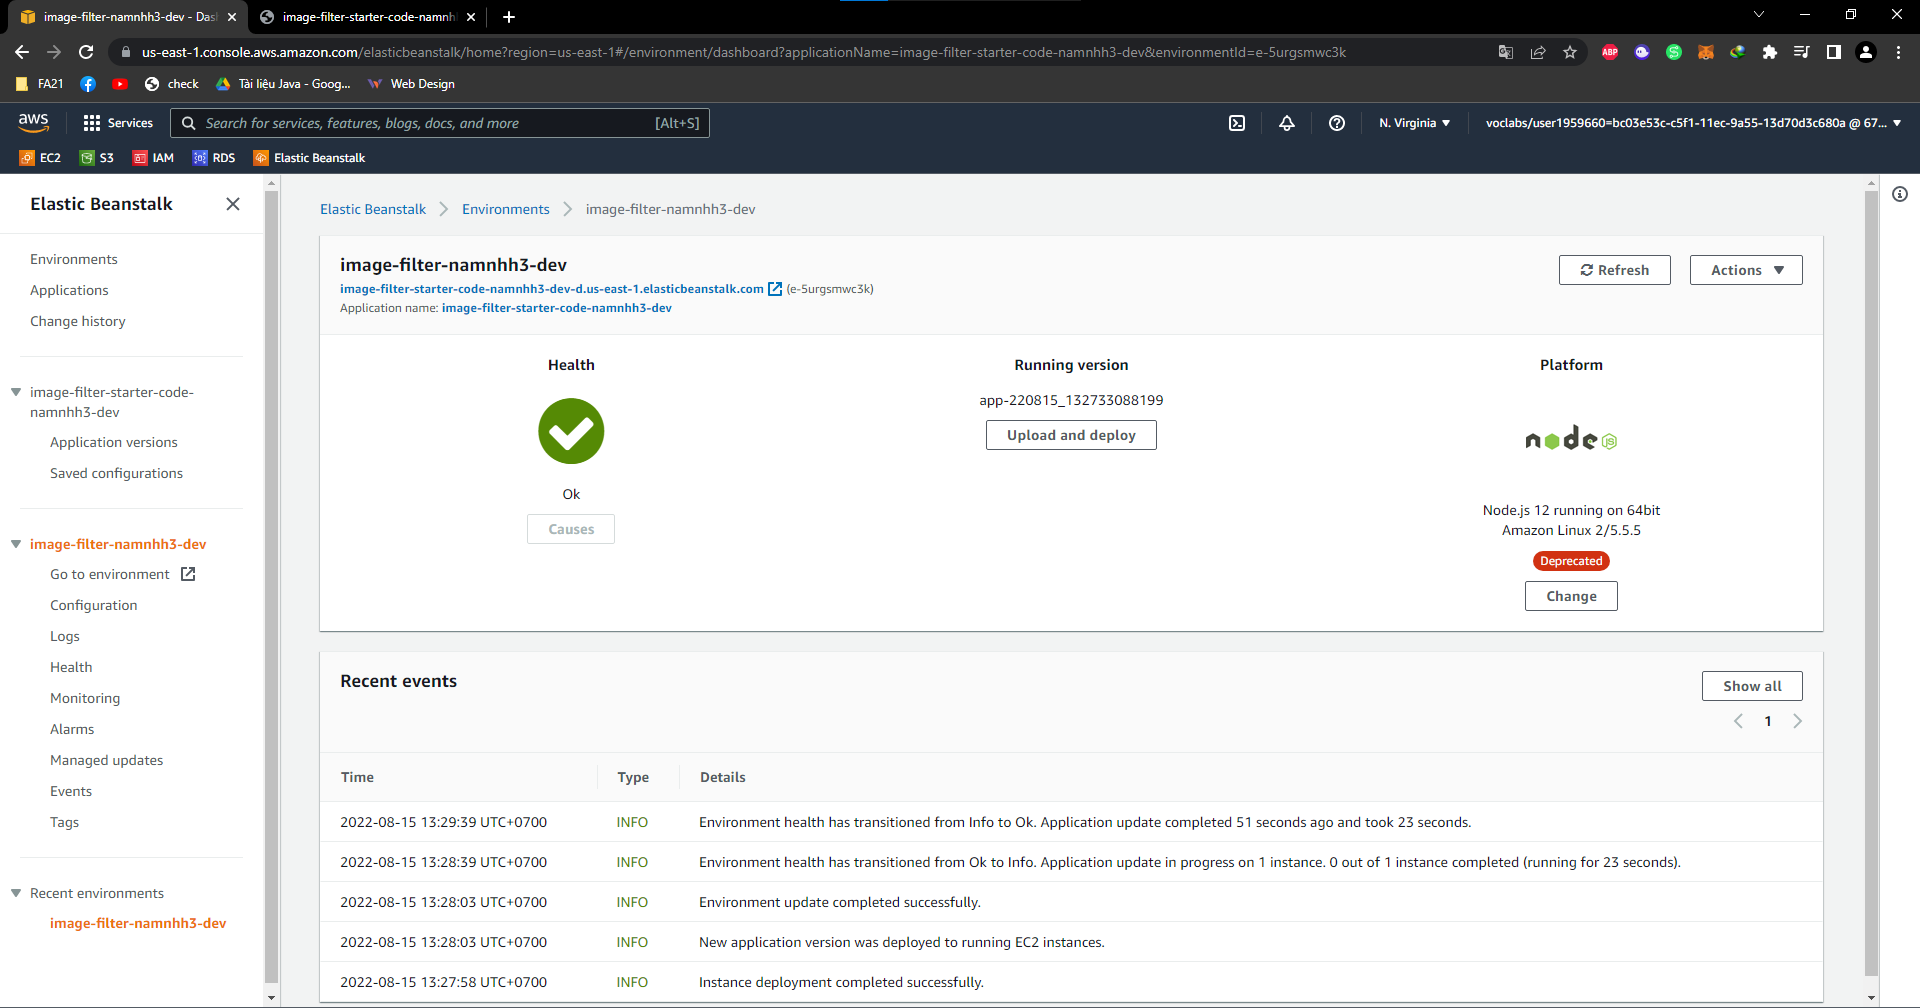 image-filter-namnhh3-dev - Das
image-filter-starter-code-namnh
us-east-1.console.aws.amazon.com/elasticbeanstalk/home?region=us-east-1#/environment/dashboard?applicationName=image-filter-starter-code-namnhh3-dev&environmentId=e-5urgsmwc3k
FA21
check
Tài liệu Java - Goog...
Web Design
aws
Services
Search for services, features, blogs, docs, and more
[Alt+S]
N. Virginia
voclabs/user1959660=bc03e53c-c5f1-11ec-9a55-13d70d3c680a @ 67...
EC2
S3
IAM
RDS
Elastic Beanstalk
Elastic Beanstalk
Environments
Applications
Change history
image-filter-starter-code-
namnhh3-dev
Application versions
Saved configurations
image-filter-namnhh3-dev
Go to environment
Configuration
Logs
Health
Monitoring
Alarms
Managed updates
Events
Tags
Recent environments
image-filter-namnhh3-dev
Elastic Beanstalk
Environments
image-filter-namnhh3-dev
image-filter-namnhh3-dev
image-filter-starter-code-namnhh3-dev-d.us-east-1.elasticbeanstalk.com (e-5urgsmwc3k)
Application name: image-filter-starter-code-namnhh3-dev
Refresh
Actions
Health
Ok
Causes
Running version
app-220815_132733088199
Upload and deploy
Platform
node JS
Node.js 12 running on 64bit
Amazon Linux 2/5.5.5
Deprecated
Change
Recent events
Show all
1
Time Type Details
2022-08-15 13:29:39 UTC+0700 INFO Environment health has transitioned from Info to Ok. Application update completed 51 seconds ago and took 23 seconds.
2022-08-15 13:28:39 UTC+0700 INFO Environment health has transitioned from Ok to Info. Application update in progress on 1 instance. 0 out of 1 instance completed (running for 23 seconds).
2022-08-15 13:28:03 UTC+0700 INFO Environment update completed successfully.
2022-08-15 13:28:03 UTC+0700 INFO New application version was deployed to running EC2 instances.
2022-08-15 13:27:58 UTC+0700 INFO Instance deployment completed successfully.